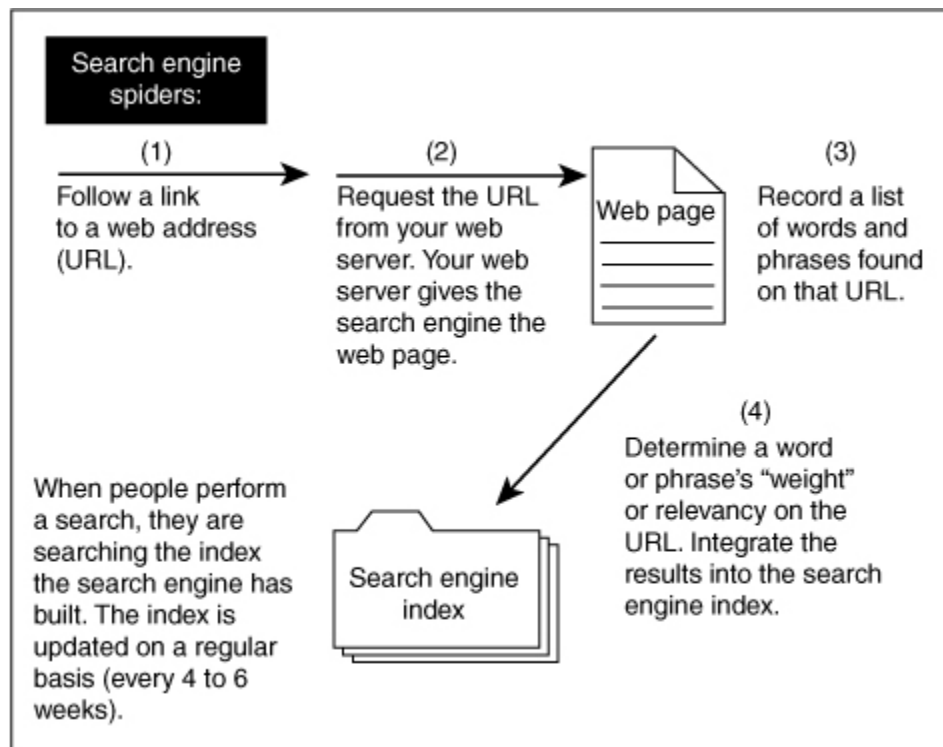 Search engine
spiders:
(1)
Follow a link
to a web address
(URL).
(2)
Request the URL
from your web
server. Your web
server gives the
search engine the
web page.
Web page
(3)
Record a list
of words and
phrases found
on that URL.
(4)
Determine a word
or phrase's “weight”
or relevancy on the
URL. Integrate the
results into the search
engine index.
When people perform
a search, they are
searching the index
the search engine has
built. The index is
updated on a regular
basis (every 4 to 6
weeks).
Search engine
index